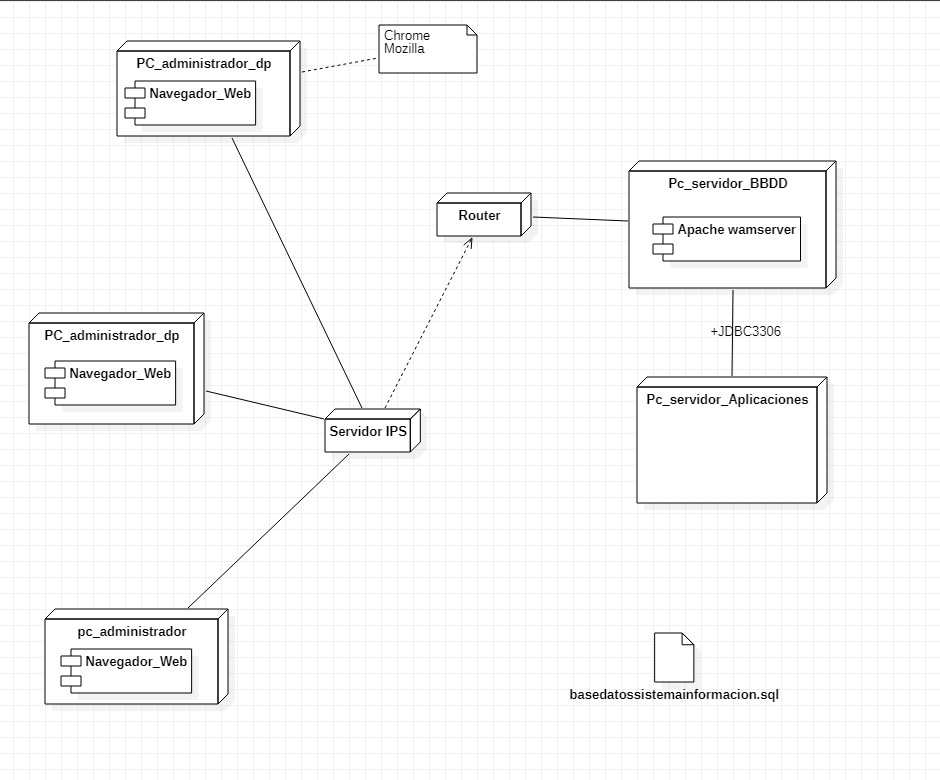 Chrome
Mozilla
PC_administrador_dp
Navegador_Web
Pc_servidor_BBDD
Router
Apache wamserver
+JDBC3306
PC_administrador_dp
Navegador_Web
Pc_servidor_Aplicaciones
Servidor IPS
pc_administrador
Navegador_Web
basedatossistemainformacion.sql